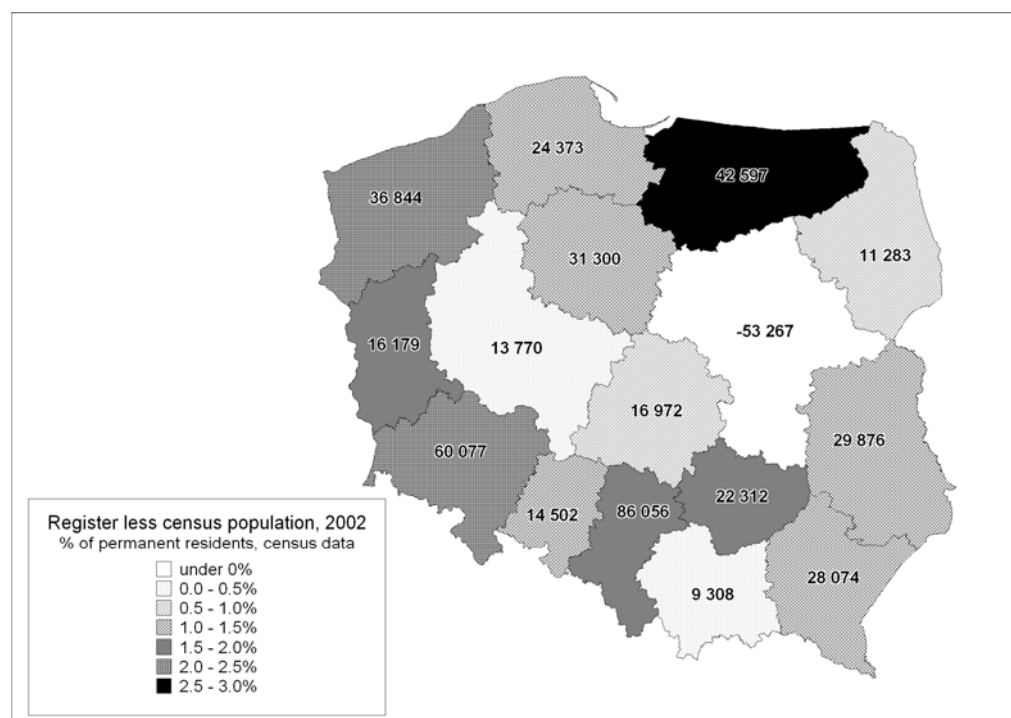 24 373
42 597
36 844
11 283
31 300
-53 267
16 179
13 770
16 972
29 876
60 077
22 312
86 056
14 502
28 074
9 308
Register less census population, 2002
% of permanent residents, census data
under 0%
0.0 - 0.5%
0.5 - 1.0%
1.0 - 1.5%
1.5 - 2.0%
2.0 - 2.5%
2.5 - 3.0%